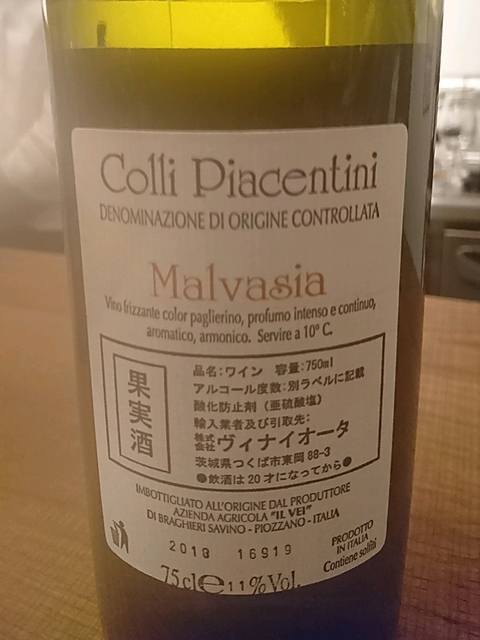 Colli Piacentini
DENOMINAZIONE DI ORIGINE CONTROLLATA
Malvasia
Vino frizzante color paglierino, profumo intenso e continuo,
aromatico, armonico. Servire a 10° C.
果実酒
品名:ワイン 容量:750ml
アルコール度数:別ラベルに記載
酸化防止剤(亜硫酸塩)
輸入業者及び引取先:
株式会社ヴィナイオータ
茨城県つくば市東岡88-3
●飲酒は20才になってから●
IMBOTTIGLIATO ALL'ORIGINE DAL PRODUTTORE
AZIENDA AGRICOLA "IL VEI"
DI BRAGHIERI SAVINO - PIOZZANO - ITALIA
2018 16919
PRODOTTO
IN ITALIA
Contiene solfiti
75cl e 11%Vol.